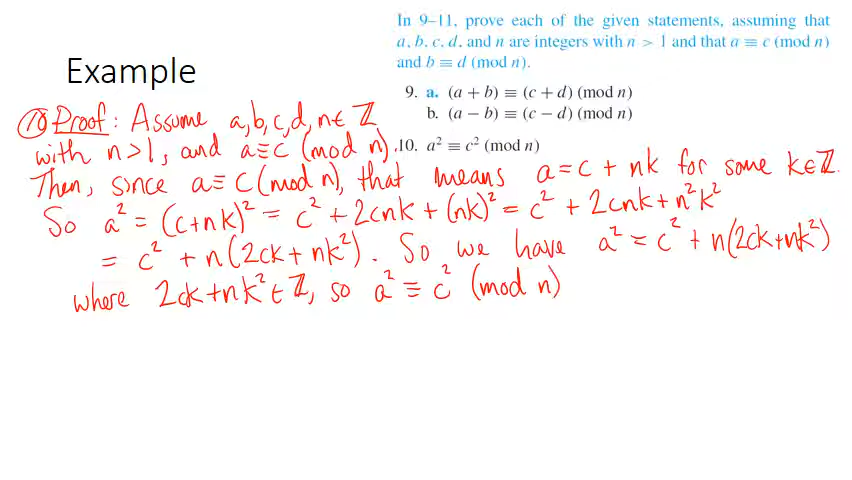 In 9–11, prove each of the given statements, assuming that
a, b, c, d, and n are integers with n > 1 and that a ≡ c (mod n)
and b ≡ d (mod n).
Example
9. a. (a + b) ≡ (c + d) (mod n)
b. (a − b) ≡ (c − d) (mod n)
10. a² ≡ c² (mod n)
⑩ Proof: Assume a,b,c,d,n∈ ℤ
with n>1, and a≡c (mod n).
Then, since a≡c (mod n), that means a=c+nk for some k∈ℤ.
So a² = (c+nk)² = c² + 2cnk + (nk)² = c² + 2cnk + n²k²
= c² + n(2ck + nk²). So we have a² = c² + n(2ck+nk²)
where 2ck+nk² ∈ ℤ, so a² ≡ c² (mod n)